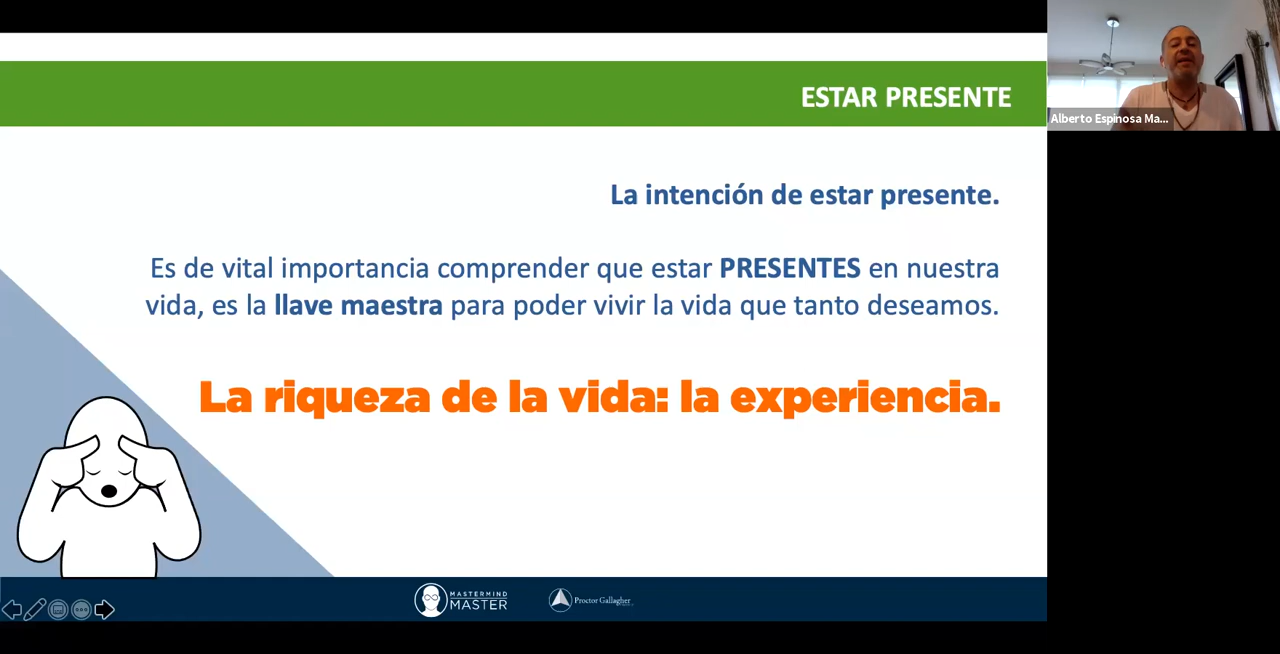 ESTAR PRESENTE
Alberto Espinosa Ma...
La intención de estar presente.
Es de vital importancia comprender que estar PRESENTES en nuestra
vida, es la llave maestra para poder vivir la vida que tanto deseamos.
La riqueza de la vida: la experiencia.
MASTERMIND
MASTER
Proctor Gallagher